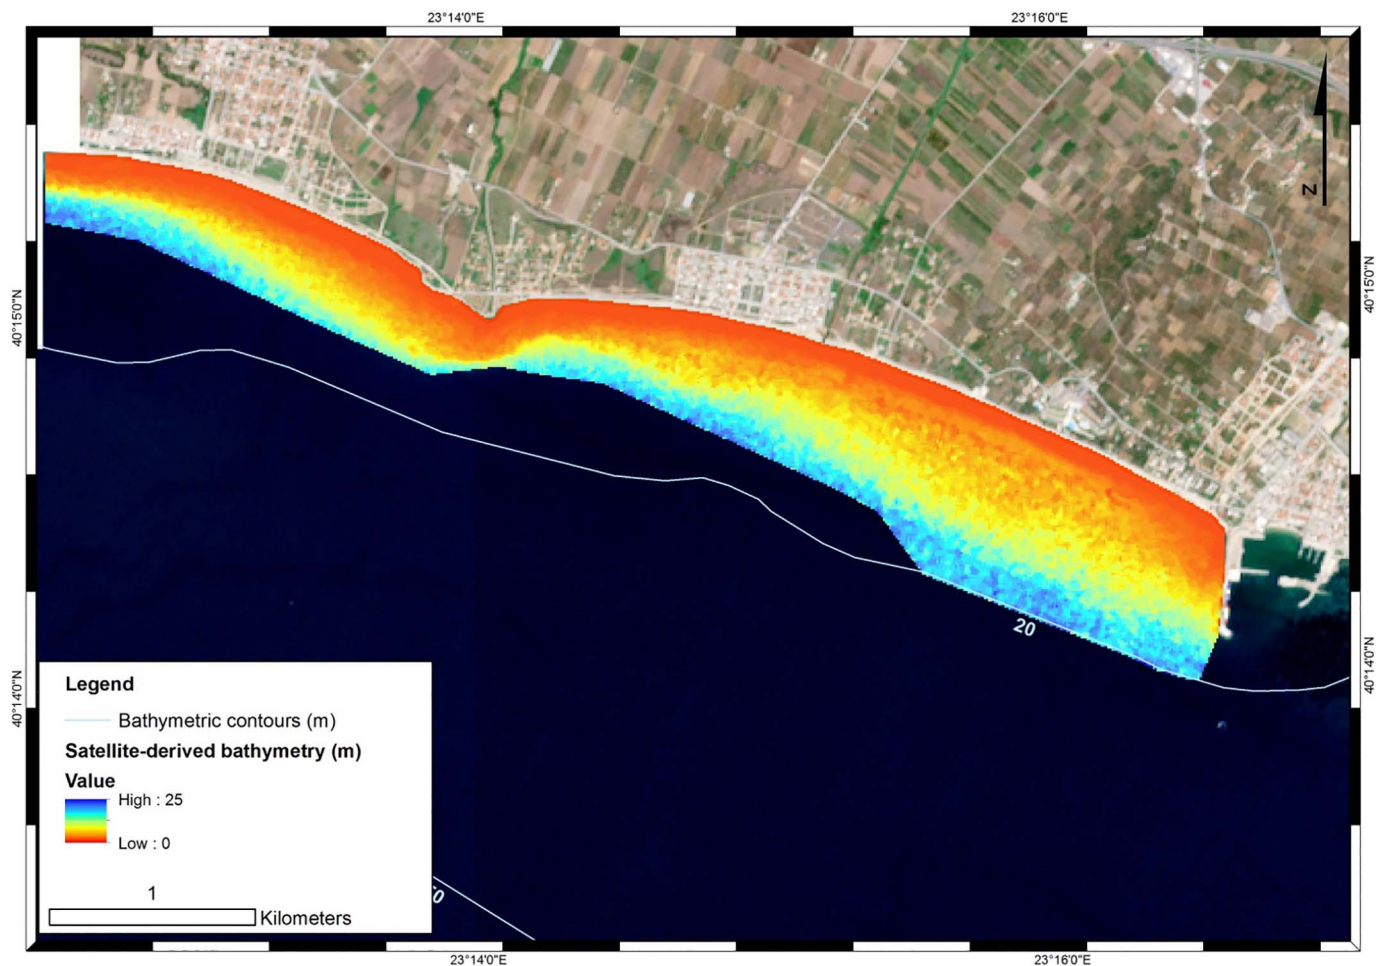 23°14'0"E
23°16'0"E
40°15'0"N
40°15'0"N
N
20
40°14'0"N
40°14'0"N
Legend
Bathymetric contours (m)
Satellite-derived bathymetry (m)
Value
High : 25
Low : 0
1
Kilometers
23°14'0"E
23°16'0"E